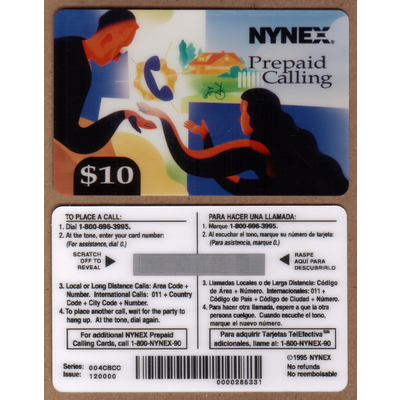 NYNEX®
Prepaid
Calling
$10
TO PLACE A CALL:
1. Dial 1-800-696-3995.
2. At the tone, enter your card number:
(For assistance, dial 0.)
SCRATCH
OFF TO
REVEAL
3. Local or Long Distance Calls: Area Code +
Number. International Calls: 011 + Country
Code + City Code + Number.
4. To place another call, wait for the party to
hang up. At the tone, dial again.
For additional NYNEX Prepaid
Calling Cards, call 1-800-NYNEX-90
PARA HACER UNA LLAMADA:
1. Marque 1-800-696-3995.
2. Al escuchar el tono, marque su número de tarjeta:
(Para asistencia, marque 0.)
RASPE
AQUÍ PARA
DESCUBRIRLO
3. Llamadas Locales o de Larga Distancia: Código
de Área + Número. Internacionales: 011 +
Código de País + Código de Ciudad + Número.
4. Para hacer otra llamada, espere a que la otra
persona cuelgue. Cuando escuche el tono,
marque el nuevo número.
Para adquirir Tarjetas TelEfectiva℠
adicionales, llame al: 1-800-NYNEX-90
Series: 004CBCC
Issue: 120000
0000286331
©1995 NYNEX
No refunds
No reembolsable